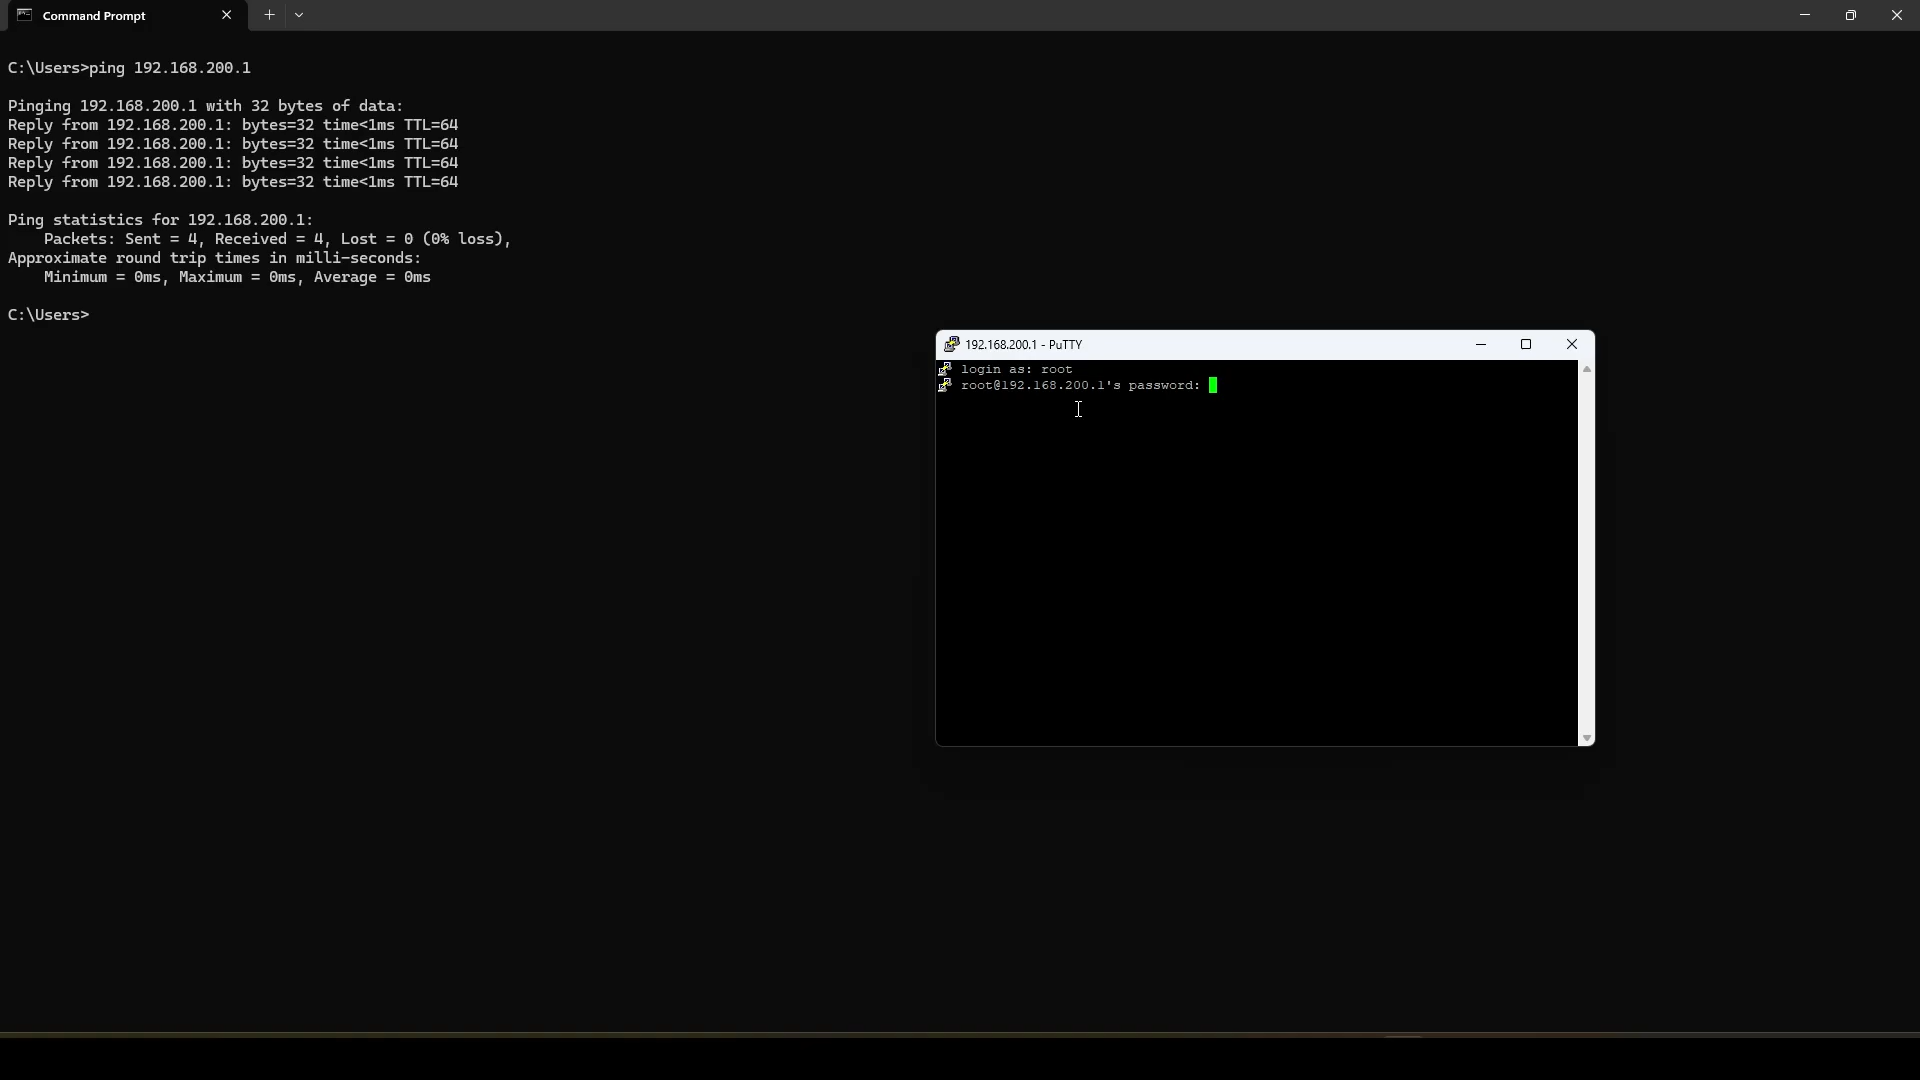 Command Prompt
C:\Users>ping 192.168.200.1
Pinging 192.168.200.1 with 32 bytes of data:
Reply from 192.168.200.1: bytes=32 time<1ms TTL=64
Reply from 192.168.200.1: bytes=32 time<1ms TTL=64
Reply from 192.168.200.1: bytes=32 time<1ms TTL=64
Reply from 192.168.200.1: bytes=32 time<1ms TTL=64
Ping statistics for 192.168.200.1:
    Packets: Sent = 4, Received = 4, Lost = 0 (0% loss),
Approximate round trip times in milli-seconds:
    Minimum = 0ms, Maximum = 0ms, Average = 0ms
C:\Users>
192.168.200.1 - PuTTY
login as: root
root@192.168.200.1's password: